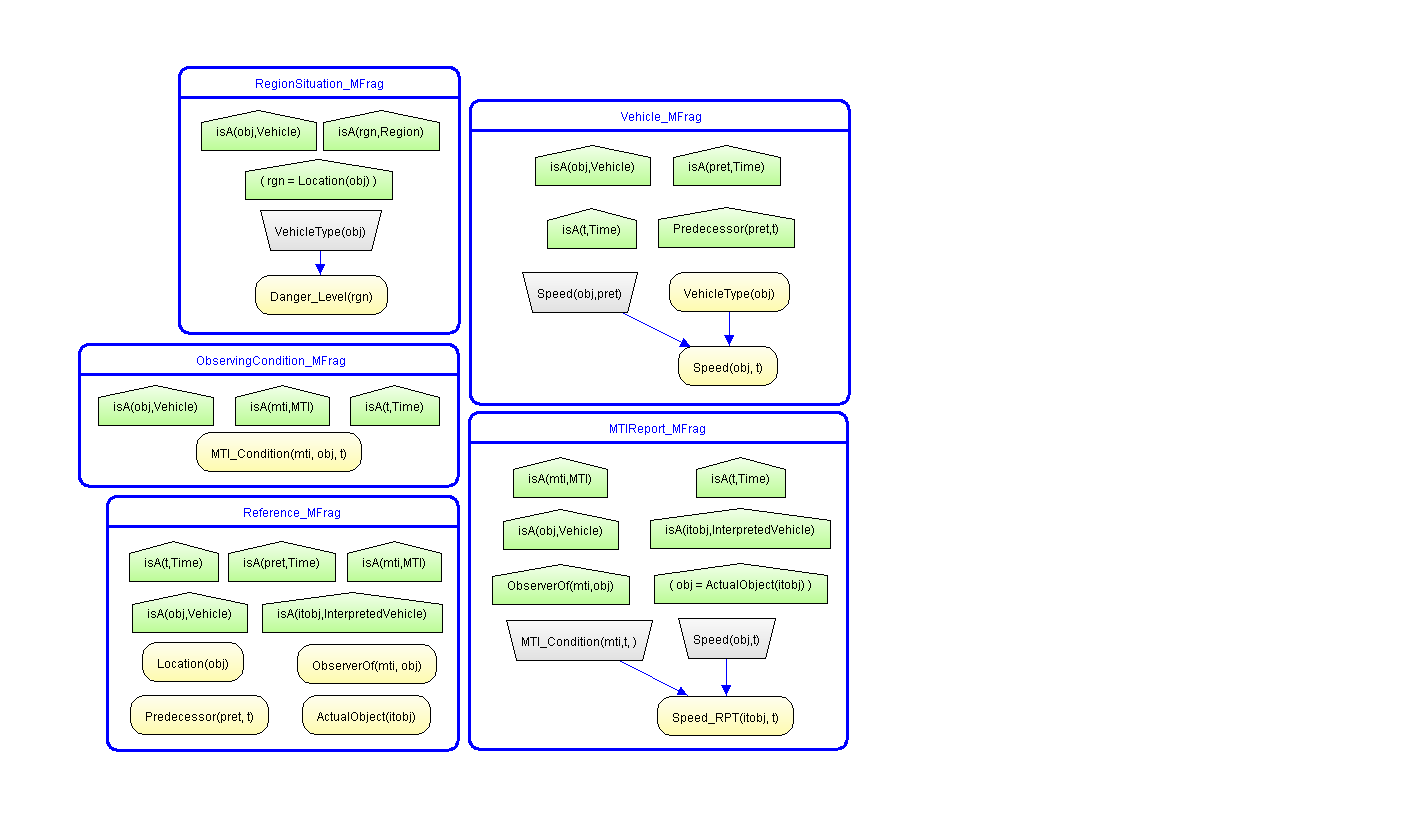 RegionSituation_MFrag
isA(obj,Vehicle)
isA(rgn,Region)
( rgn = Location(obj) )
VehicleType(obj)
Danger_Level(rgn)
Vehicle_MFrag
isA(obj,Vehicle)
isA(pret,Time)
isA(t,Time)
Predecessor(pret,t)
Speed(obj,pret)
VehicleType(obj)
Speed(obj, t)
ObservingCondition_MFrag
isA(obj,Vehicle)
isA(mti,MTI)
isA(t,Time)
MTI_Condition(mti, obj, t)
MTIReport_MFrag
isA(mti,MTI)
isA(t,Time)
isA(obj,Vehicle)
isA(itobj,InterpretedVehicle)
ObserverOf(mti,obj)
( obj = ActualObject(itobj) )
MTI_Condition(mti,t, )
Speed(obj,t)
Speed_RPT(itobj, t)
Reference_MFrag
isA(t,Time)
isA(pret,Time)
isA(mti,MTI)
isA(obj,Vehicle)
isA(itobj,InterpretedVehicle)
Location(obj)
ObserverOf(mti, obj)
Predecessor(pret, t)
ActualObject(itobj)